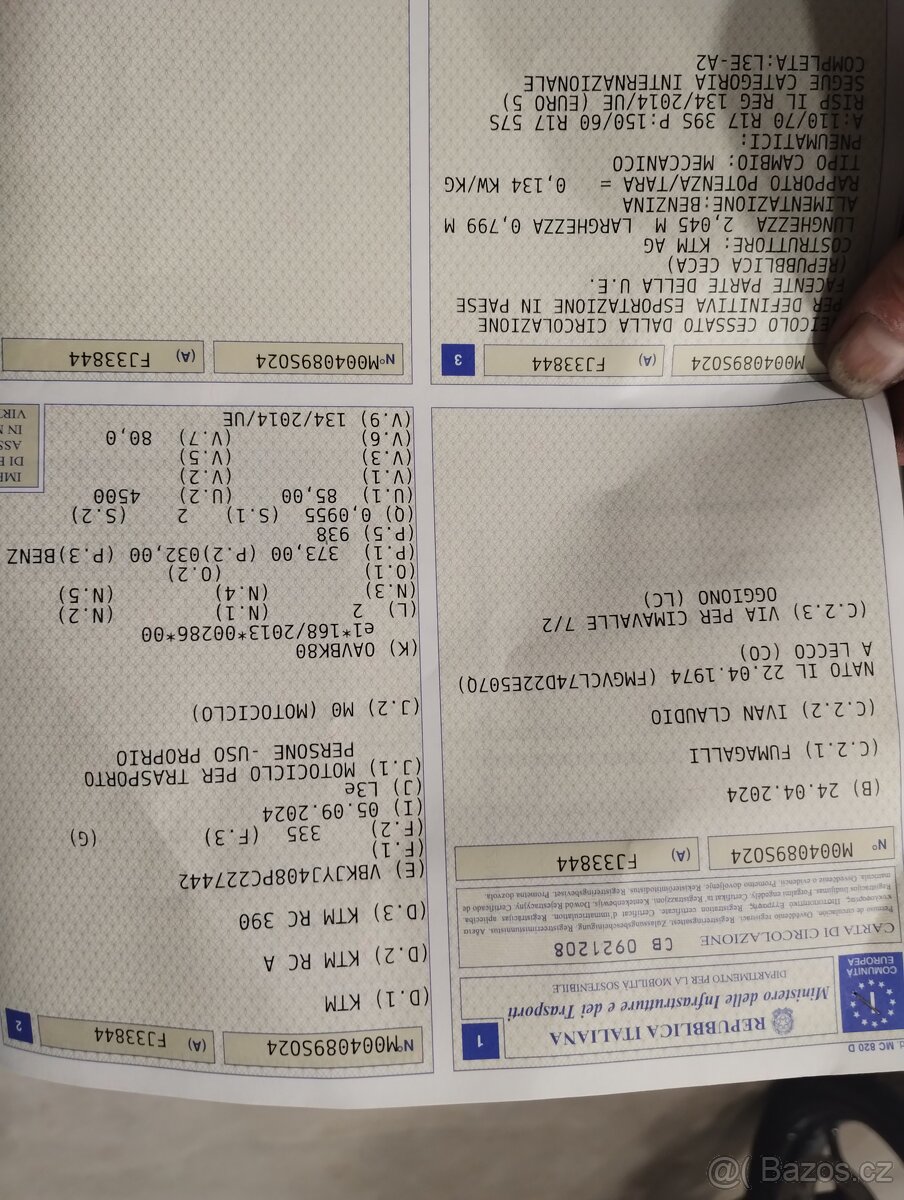 Mod. MC 820 D
COMUNITÀ
EUROPEA
I
REPUBBLICA ITALIANA
Ministero delle Infrastrutture e dei Trasporti
DIPARTIMENTO PER LA MOBILITÀ SOSTENIBILE
1
CARTA DI CIRCOLAZIONE CB 0921208
N° M004089SO24 (A) FJ33844
(B) 24.04.2024
(C.2.1) FUMAGALLI
(C.2.2) IVAN CLAUDIO
NATO IL 22.04.1974 (FMGVCL74D22E507Q)
A LECCO (CO)
(C.2.3) VIA PER CIMAVALLE 7/2
OGGIONO (LC)
N° M004089SO24 (A) FJ33844 2
(D.1) KTM
(D.2) KTM RC A
(D.3) KTM RC 390
(E) VBKJYJ408PC227442
(F.1)
(F.2) 335 (F.3) (G)
(I) 05.09.2024
(J) L3e
(J.1) MOTOCICLO PER TRASPORTO
PERSONE -USO PROPRIO
(J.2) M0 (MOTOCICLO)
(K) OAVBK80
e1*168/2013*00286*00
(L) 2 (N.1) (N.2)
(N.3) (N.4) (N.5)
(O.1) (O.2)
(P.1) 373,00 (P.2)032,00 (P.3)BENZ
(P.5) 938
(Q) 0,0955 (S.1) 2 (S.2)
(U.1) 85,00 (U.2) 4500
(V.1) (V.2)
(V.3) (V.5)
(V.6) (V.7) 80,0
(V.9) 134/2014/UE
M004089SO24 (A) FJ33844 3
VEICOLO CESSATO DALLA CIRCOLAZIONE
PER DEFINITIVA ESPORTAZIONE IN PAESE
FACENTE PARTE DELLA U.E.
(REPUBBLICA CECA)
COSTRUTTORE: KTM AG
LUNGHEZZA 2,045 M LARGHEZZA 0,799 M
ALIMENTAZIONE:BENZINA
RAPPORTO POTENZA/TARA = 0,134 KW/KG
TIPO CAMBIO: MECCANICO
PNEUMATICI:
A:110/70 R17 39S P:150/60 R17 57S
RISP IL REG 134/2014/UE (EURO 5)
SEGUE CATEGORIA INTERNAZIONALE
COMPLETA:L3E-A2
N° M004089SO24 (A) FJ33844
Bazos.cz